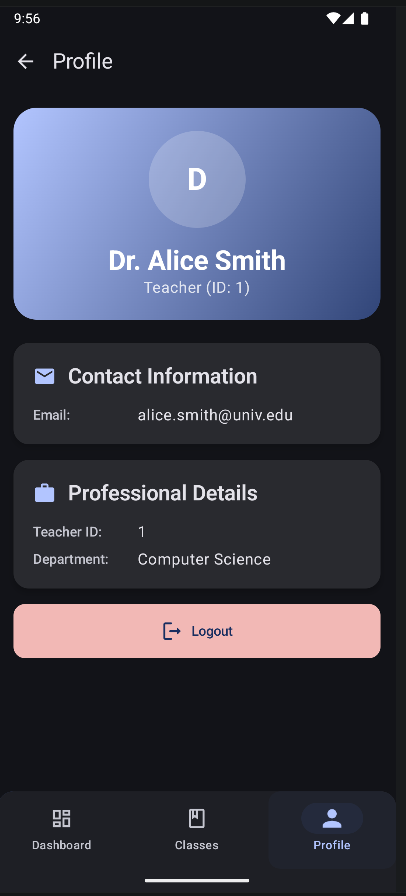 9:56
Profile
D
Dr. Alice Smith
Teacher (ID: 1)
Contact Information
Email: alice.smith@univ.edu
Professional Details
Teacher ID: 1
Department: Computer Science
Logout
Dashboard Classes Profile